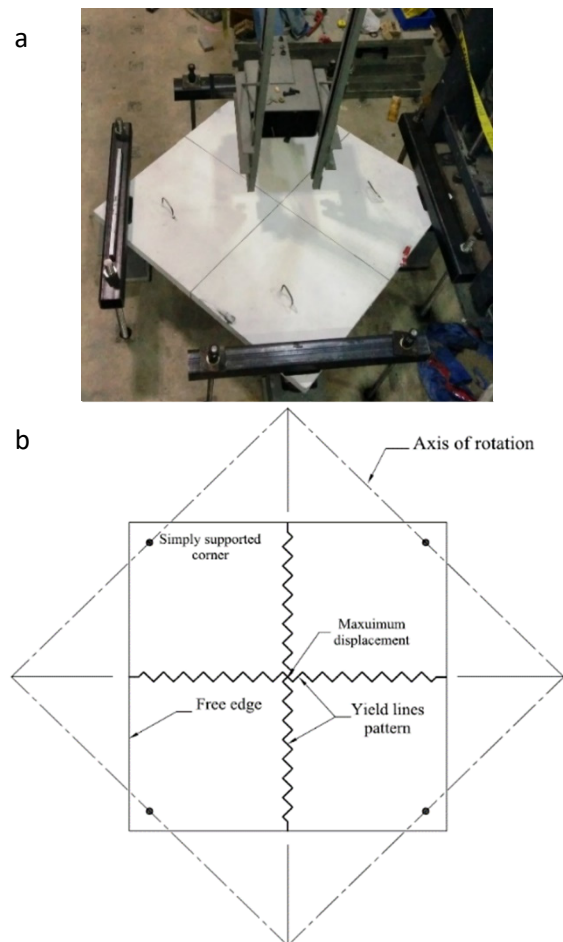 a
b
Axis of rotation
Simply supported
corner
Maxuimum
displacement
Free edge
Yield lines
pattern